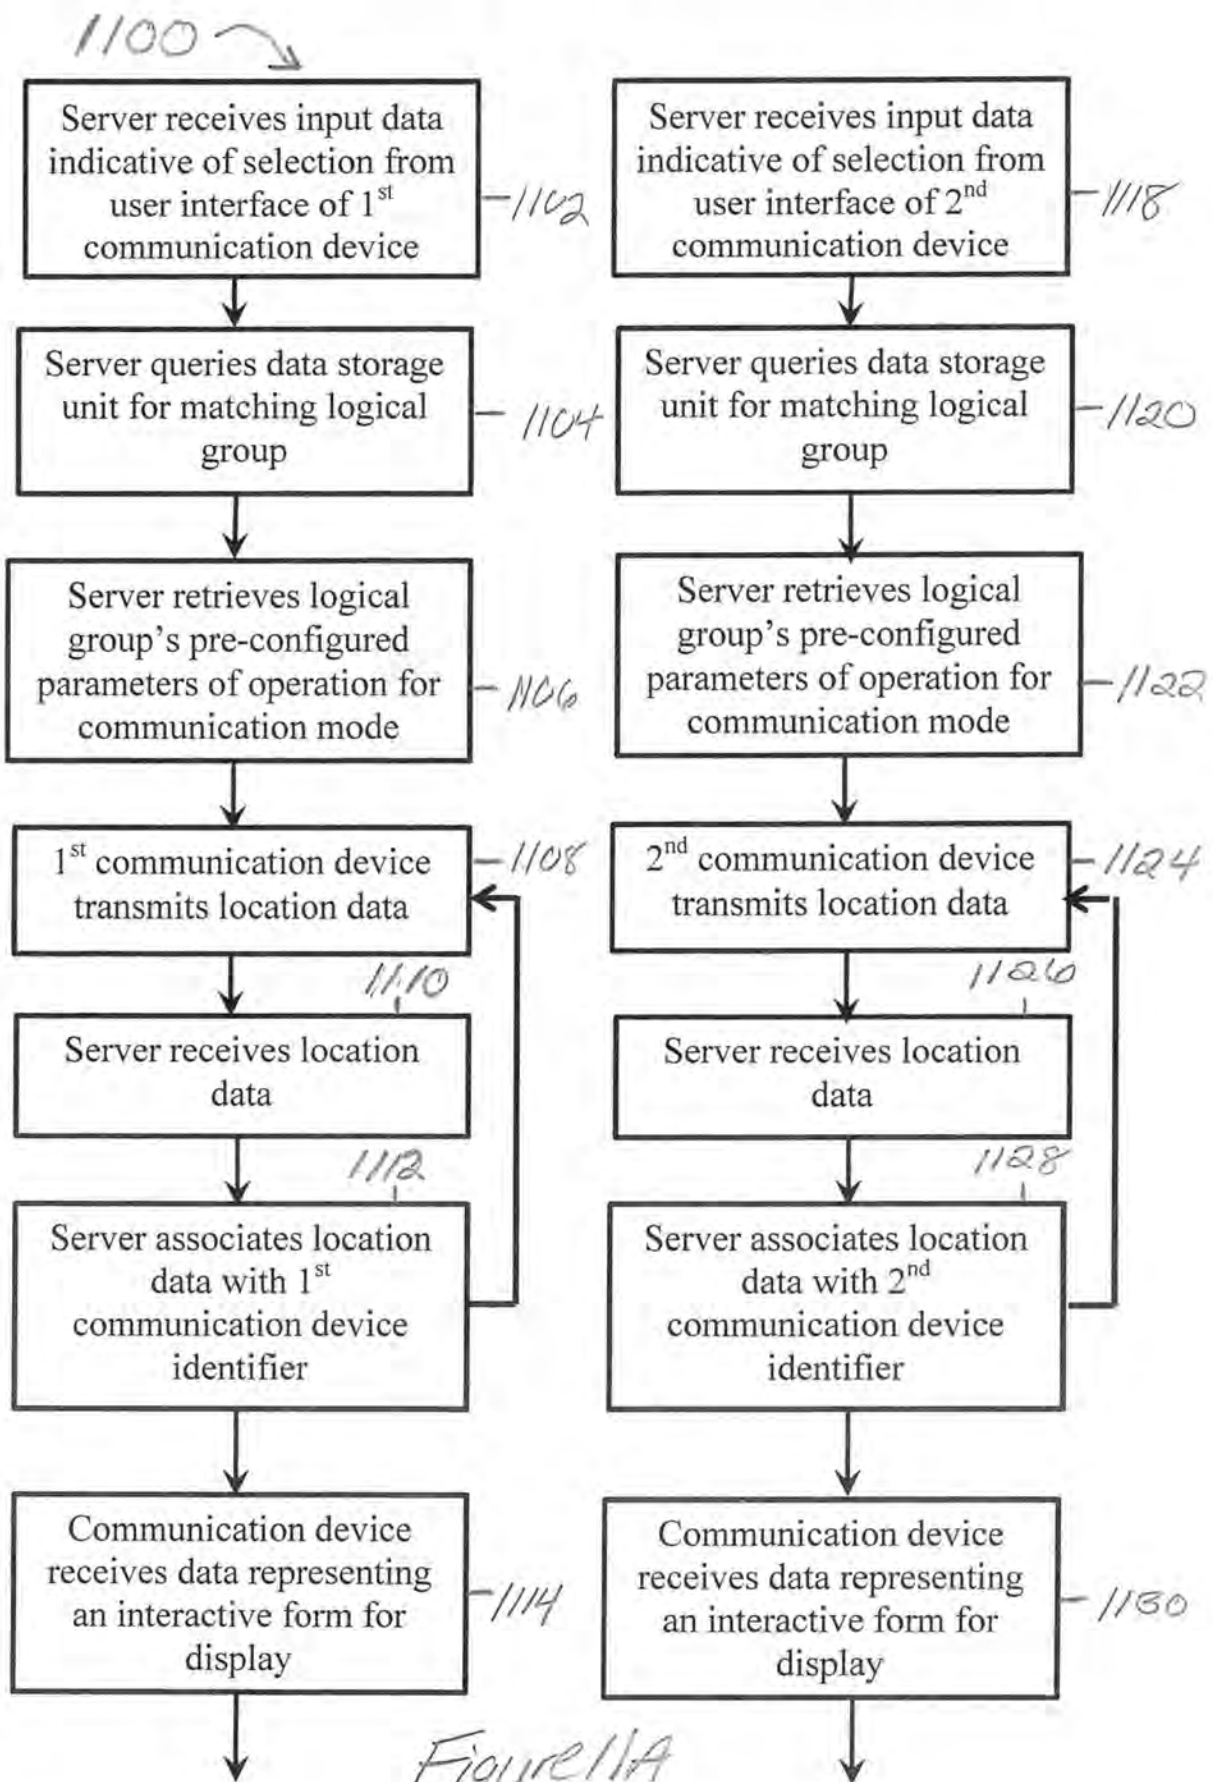 1100
Server receives input data
indicative of selection from
user interface of 1st
communication device
1102
Server queries data storage
unit for matching logical
group
1104
Server retrieves logical
group's pre-configured
parameters of operation for
communication mode
1106
1st communication device
transmits location data
1108
1110
Server receives location
data
1112
Server associates location
data with 1st
communication device
identifier
Communication device
receives data representing
an interactive form for
display
1114
Server receives input data
indicative of selection from
user interface of 2nd
communication device
1118
Server queries data storage
unit for matching logical
group
1120
Server retrieves logical
group's pre-configured
parameters of operation for
communication mode
1122
2nd communication device
transmits location data
1124
1126
Server receives location
data
1128
Server associates location
data with 2nd
communication device
identifier
Communication device
receives data representing
an interactive form for
display
1130
Figure 11A